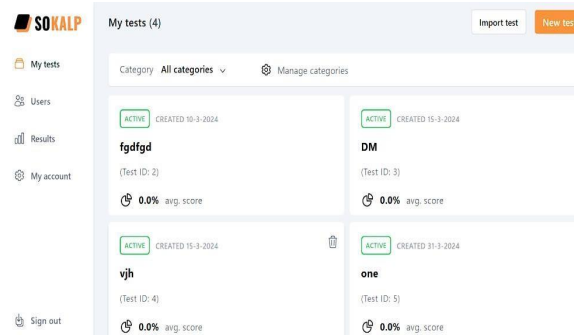 SOKALP
My tests (4)
Import test
New tes
My tests
Users
Results
My account
Sign out
Category All categories
Manage categories
ACTIVE CREATED 10-3-2024
fgdfgd
(Test ID: 2)
0.0% avg. score
ACTIVE CREATED 15-3-2024
DM
(Test ID: 3)
0.0% avg. score
ACTIVE CREATED 15-3-2024
vjh
(Test ID: 4)
0.0% avg. score
ACTIVE CREATED 31-3-2024
one
(Test ID: 5)
0.0% avg. score